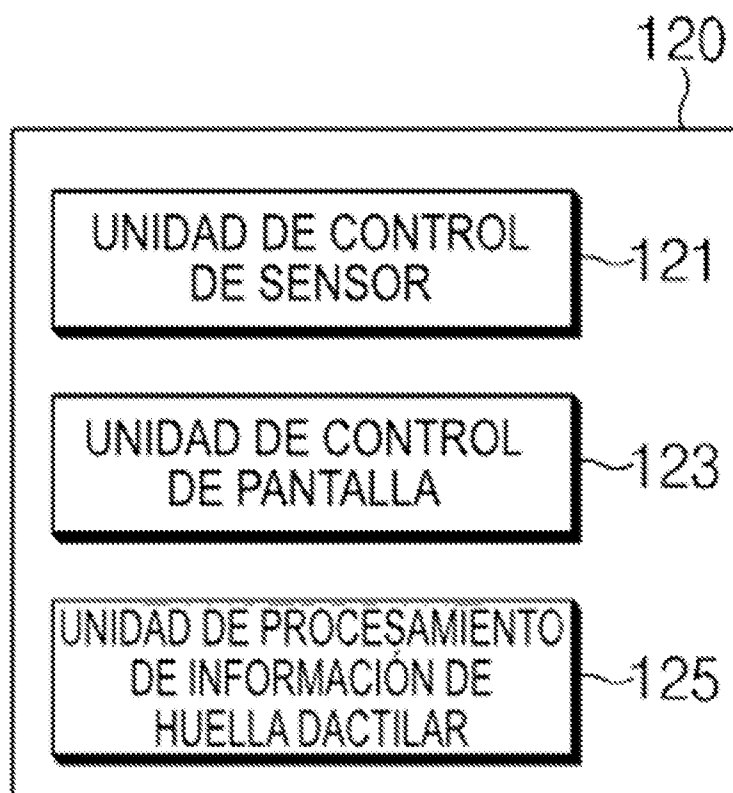 120
UNIDAD DE CONTROL
DE SENSOR
121
UNIDAD DE CONTROL
DE PANTALLA
123
UNIDAD DE PROCESAMIENTO
DE INFORMACIÓN DE
HUELLA DACTILAR
125